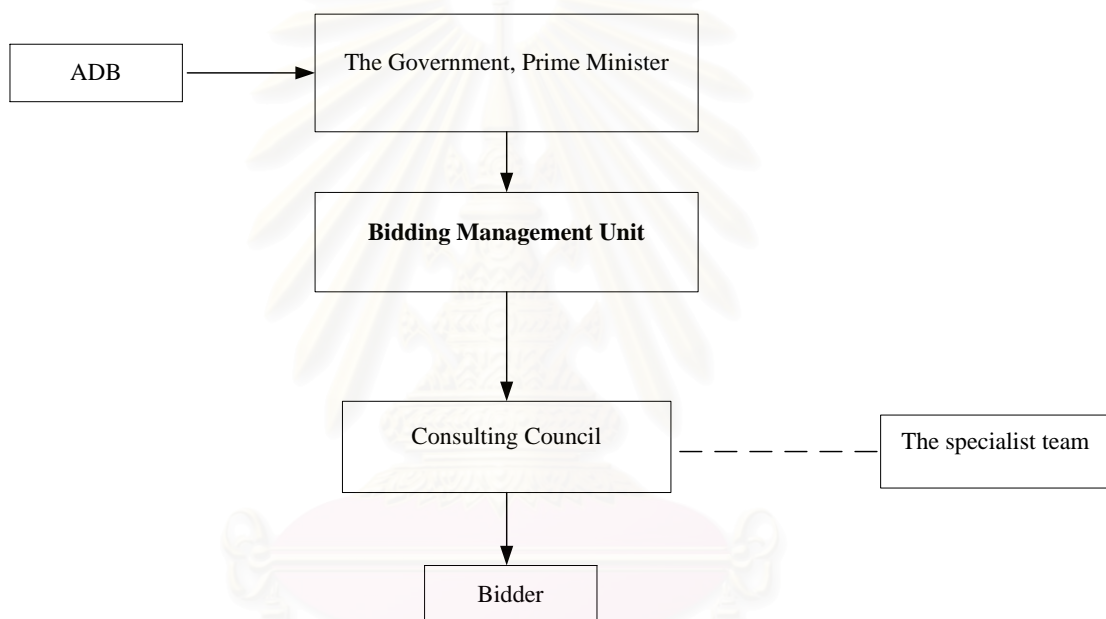 ADB
The Government, Prime Minister
Bidding Management Unit
Consulting Council
The specialist team
Bidder